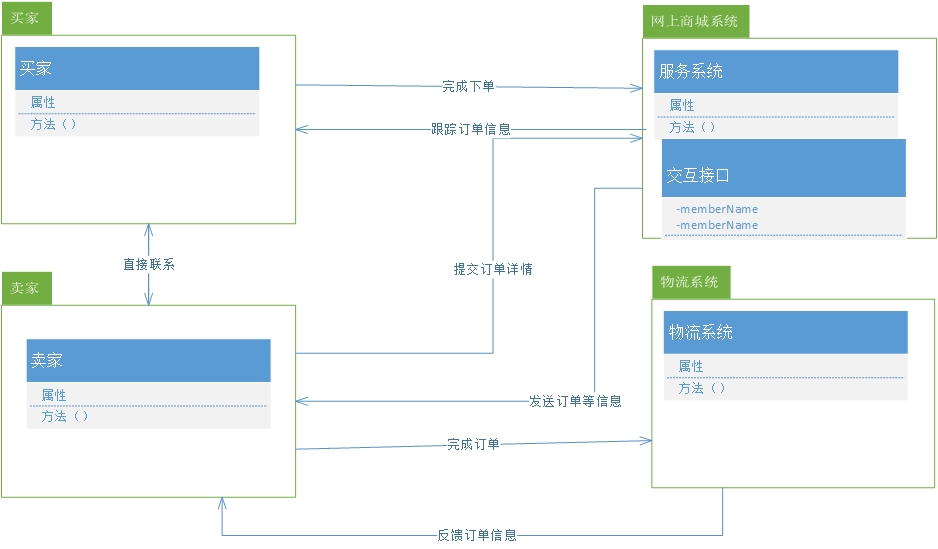 买家
买家
属性
方法（ ）
网上商城系统
服务系统
属性
方法（ ）
交互接口
-memberName
-memberName
完成下单
跟踪订单信息
直接联系
提交订单详情
卖家
卖家
属性
方法（ ）
物流系统
物流系统
属性
方法（ ）
发送订单等信息
完成订单
反馈订单信息